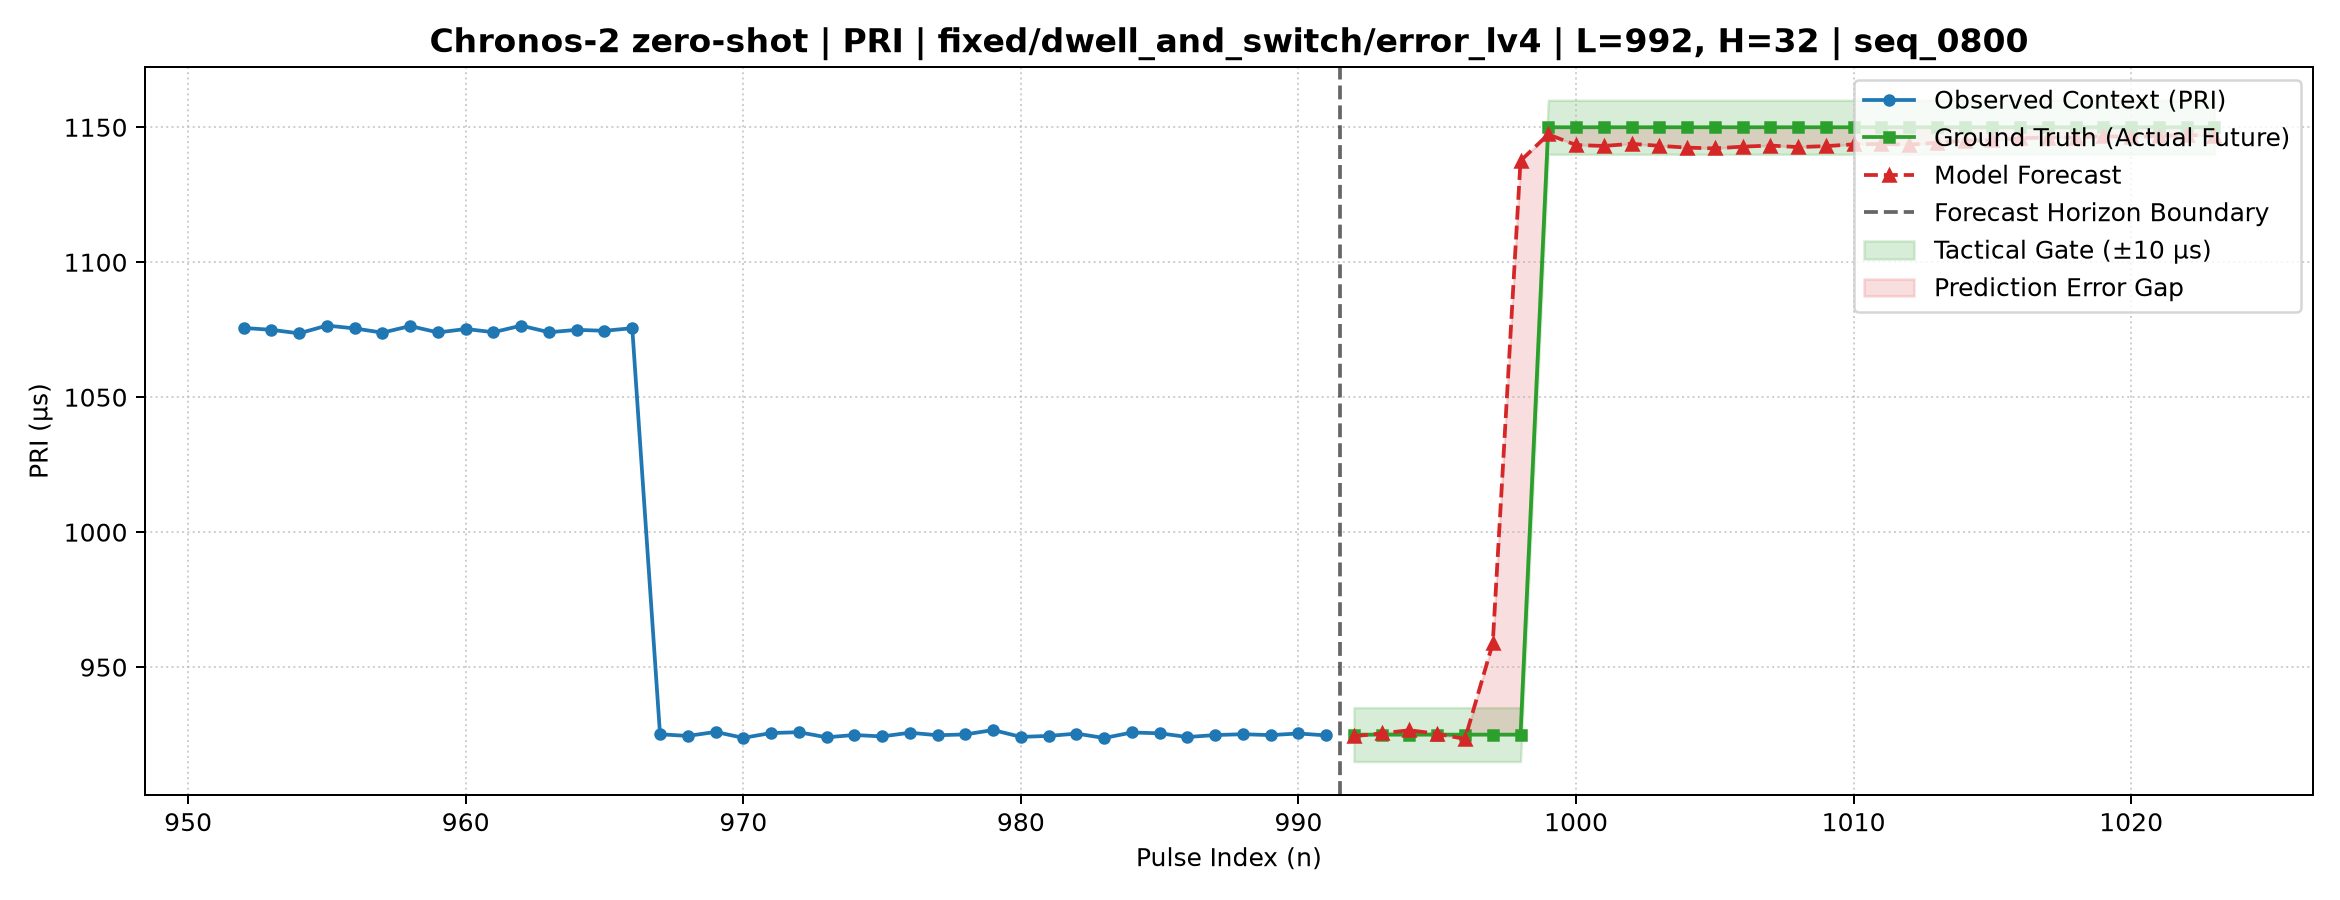 Chronos-2 zero-shot | PRI | fixed/dwell_and_switch/error_lv4 | L=992, H=32 | seq_0800
Observed Context (PRI)
Ground Truth (Actual Future)
Model Forecast
Forecast Horizon Boundary
Tactical Gate (±10 µs)
Prediction Error Gap
PRI (µs)
1150
1100
1050
1000
950
950 960 970 980 990 1000 1010 1020
Pulse Index (n)